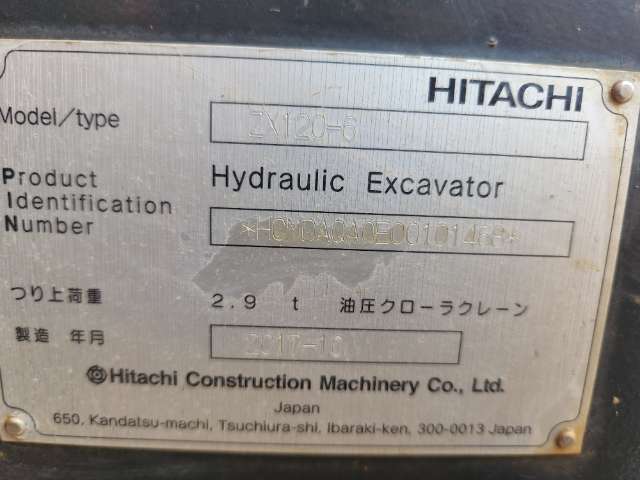 HITACHI
Model/type ZX120-6
Product Identification Number
Hydraulic Excavator
つり上荷重 2.9 t 油圧クローラクレーン
製造 年月 2017-10
Hitachi Construction Machinery Co., Ltd.
Japan
650, Kandatsu-machi, Tsuchiura-shi, Ibaraki-ken, 300-0013 Japan